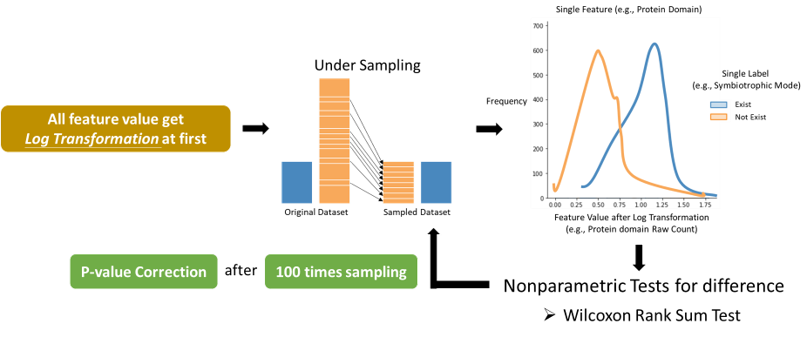 All feature value get
Log Transformation at first
Under Sampling
Original Dataset
Sampled Dataset
Single Feature (e.g., Protein Domain)
700
600
500
400
300
200
100
0
Frequency
0.00 0.25 0.50 0.75 1.00 1.25 1.50 1.75
Feature Value after Log Transformation
(e.g., Protein domain Raw Count)
Single Label
(e.g., Symbiotrophic Mode)
Exist
Not Exist
Nonparametric Tests for difference
➢ Wilcoxon Rank Sum Test
P-value Correction after 100 times sampling